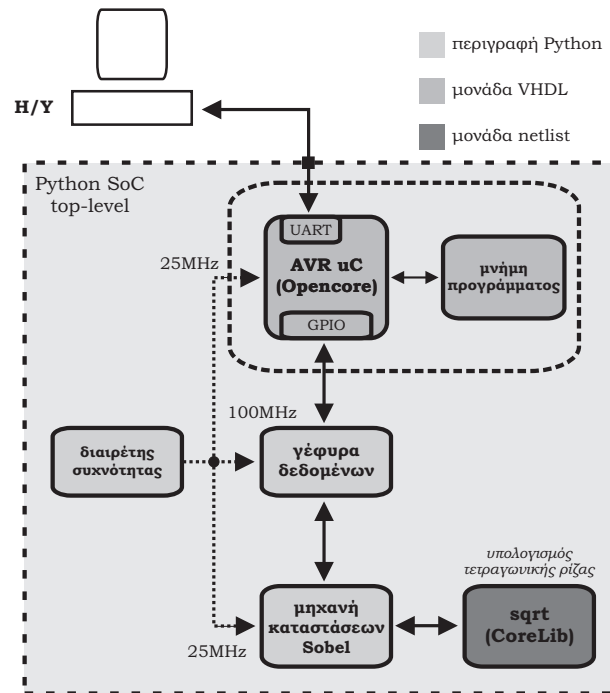 περιγραφή Python
μονάδα VHDL
μονάδα netlist
Η/Υ
Python SoC
top-level
UART
AVR uC
(Opencore)
GPIO
μνήμη
προγράμματος
25MHz
100MHz
διαιρέτης
συχνότητας
γέφυρα
δεδομένων
υπολογισμός
τετραγωνικής ρίζας
μηχανή
καταστάσεων
Sobel
sqrt
(CoreLib)
25MHz